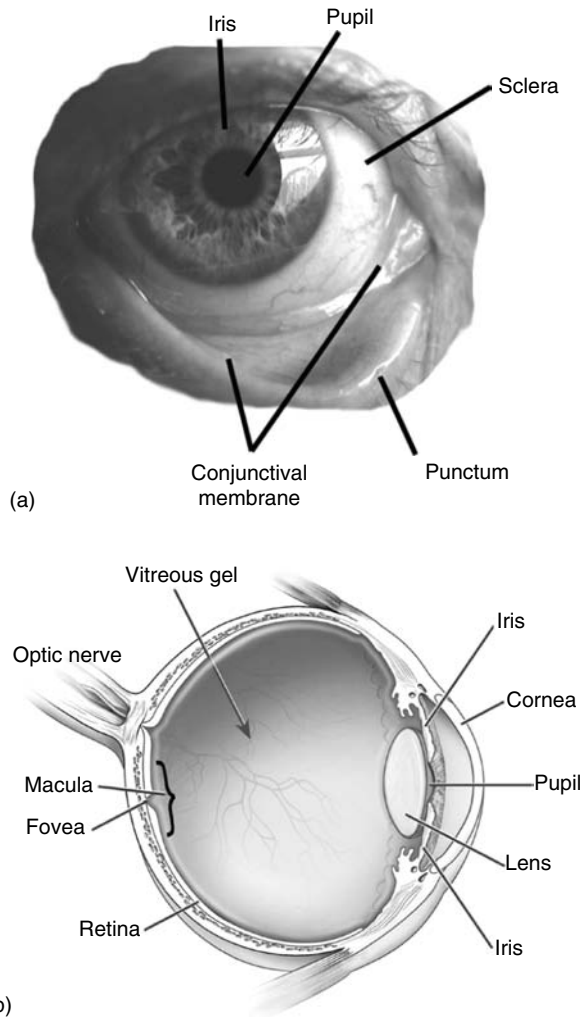 Iris
Pupil
Sclera
Conjunctival
membrane
Punctum
(a)
Vitreous gel
Iris
Optic nerve
Cornea
Macula
Pupil
Fovea
Lens
Retina
Iris
b)